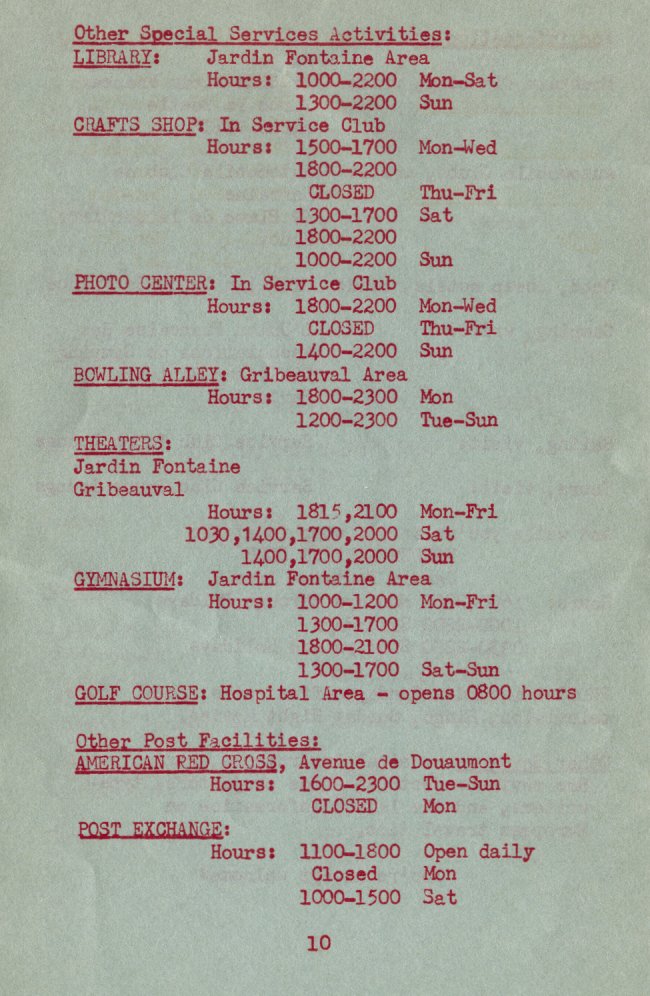 Other Special Services Activities:
LIBRARY: Jardin Fontaine Area
Hours: 1000-2200 Mon-Sat
1300-2200 Sun
CRAFTS SHOP: In Service Club
Hours: 1500-1700 Mon-Wed
1800-2200
CLOSED Thu-Fri
1300-1700 Sat
1800-2200
1000-2200 Sun
PHOTO CENTER: In Service Club
Hours: 1800-2200 Mon-Wed
CLOSED Thu-Fri
1400-2200 Sun
BOWLING ALLEY: Gribeauval Area
Hours: 1800-2300 Mon
1200-2300 Tue-Sun
THEATERS:
Jardin Fontaine
Gribeauval
Hours: 1815,2100 Mon-Fri
1030,1400,1700,2000 Sat
1400,1700,2000 Sun
GYMNASIUM: Jardin Fontaine Area
Hours: 1000-1200 Mon-Fri
1300-1700
1800-2100
1300-1700 Sat-Sun
GOLF COURSE: Hospital Area - opens 0800 hours
Other Post Facilities:
AMERICAN RED CROSS, Avenue de Douaumont
Hours: 1600-2300 Tue-Sun
CLOSED Mon
POST EXCHANGE:
Hours: 1100-1800 Open daily
Closed Mon
1000-1500 Sat
10